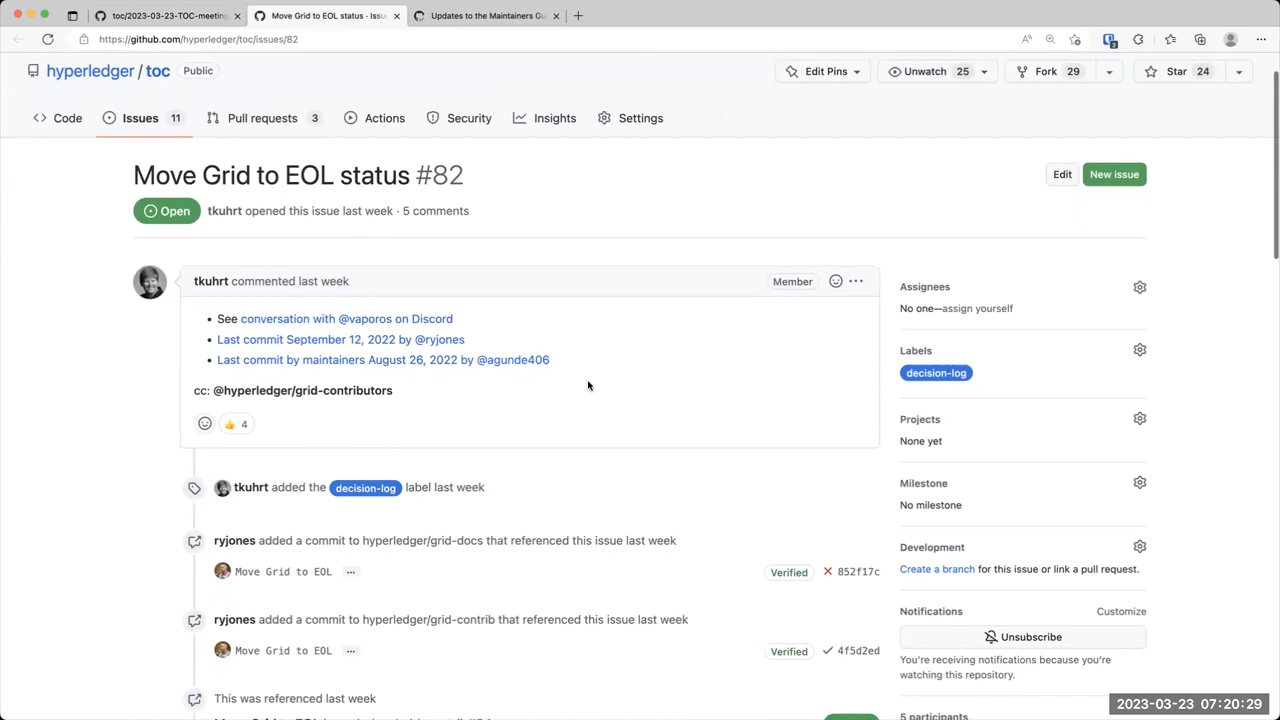 toc/2023-03-23-TOC-meeting
Move Grid to EOL status · Issu
Updates to the Maintainers Gu
https://github.com/hyperledger/toc/issues/82
hyperledger / toc Public
Edit Pins Unwatch 25 Fork 29 Star 24
Code Issues 11 Pull requests 3 Actions Security Insights Settings
Move Grid to EOL status #82
Edit New issue
Open tkuhrt opened this issue last week · 5 comments
tkuhrt commented last week Member
• See conversation with @vaporos on Discord
• Last commit September 12, 2022 by @ryjones
• Last commit by maintainers August 26, 2022 by @agunde406
cc: @hyperledger/grid-contributors
👍 4
tkuhrt added the decision-log label last week
ryjones added a commit to hyperledger/grid-docs that referenced this issue last week
Move Grid to EOL ··· Verified 852f17c
ryjones added a commit to hyperledger/grid-contrib that referenced this issue last week
Move Grid to EOL ··· Verified 4f5d2ed
This was referenced last week
Assignees
No one—assign yourself
Labels
decision-log
Projects
None yet
Milestone
No milestone
Development
Create a branch for this issue or link a pull request.
Notifications Customize
Unsubscribe
You're receiving notifications because you're
watching this repository.
5 participants
2023-03-23 07:20:29